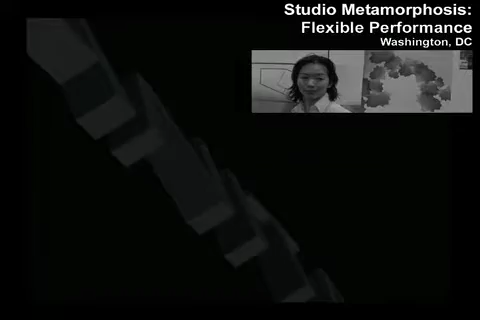 Studio Metamorphosis:
Flexible Performance
Washington, DC